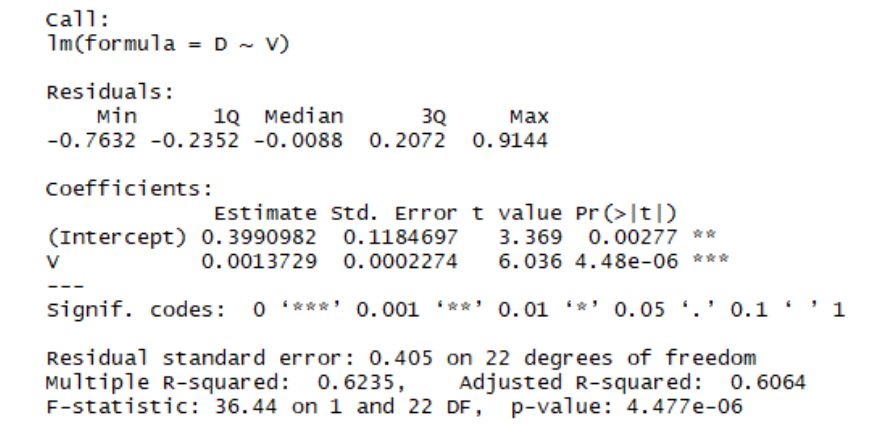 Call:
lm(formula = D ~ V)
Residuals:
Min 1Q Median 3Q Max
-0.7632 -0.2352 -0.0088 0.2072 0.9144
Coefficients:
Estimate Std. Error t value Pr(>|t|)
(Intercept) 0.3990982 0.1184697 3.369 0.00277 **
V 0.0013729 0.0002274 6.036 4.48e-06 ***
---
Signif. codes: 0 ‘***’ 0.001 ‘**’ 0.01 ‘*’ 0.05 ‘.’ 0.1 ‘ ’ 1
Residual standard error: 0.405 on 22 degrees of freedom
Multiple R-squared: 0.6235, Adjusted R-squared: 0.6064
F-statistic: 36.44 on 1 and 22 DF, p-value: 4.477e-06